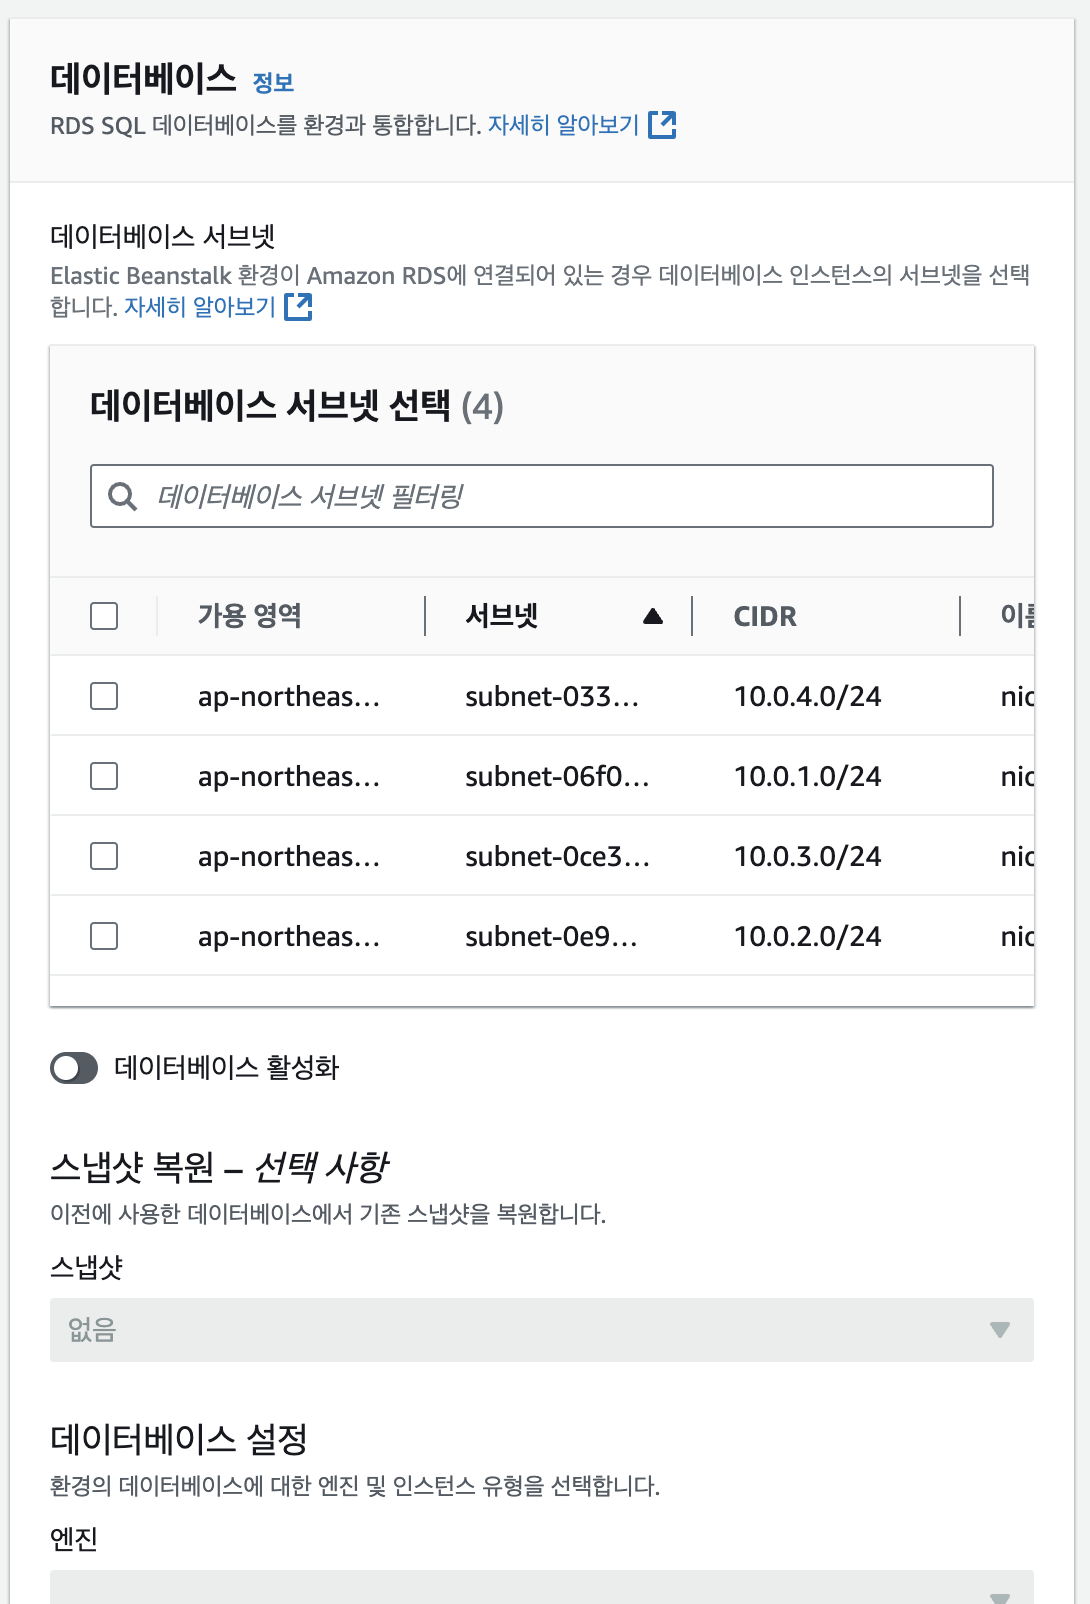 데이터베이스 정보
RDS SQL 데이터베이스를 환경과 통합합니다. 자세히 알아보기
데이터베이스 서브넷
Elastic Beanstalk 환경이 Amazon RDS에 연결되어 있는 경우 데이터베이스 인스턴스의 서브넷을 선택
합니다. 자세히 알아보기
데이터베이스 서브넷 선택 (4)
데이터베이스 서브넷 필터링
가용 영역 서브넷 CIDR
ap-northeas... subnet-033... 10.0.4.0/24 nic
ap-northeas... subnet-06f0... 10.0.1.0/24 nic
ap-northeas... subnet-0ce3... 10.0.3.0/24 nic
ap-northeas... subnet-0e9... 10.0.2.0/24 nic
데이터베이스 활성화
스냅샷 복원 – 선택 사항
이전에 사용한 데이터베이스에서 기존 스냅샷을 복원합니다.
스냅샷
없음
데이터베이스 설정
환경의 데이터베이스에 대한 엔진 및 인스턴스 유형을 선택합니다.
엔진